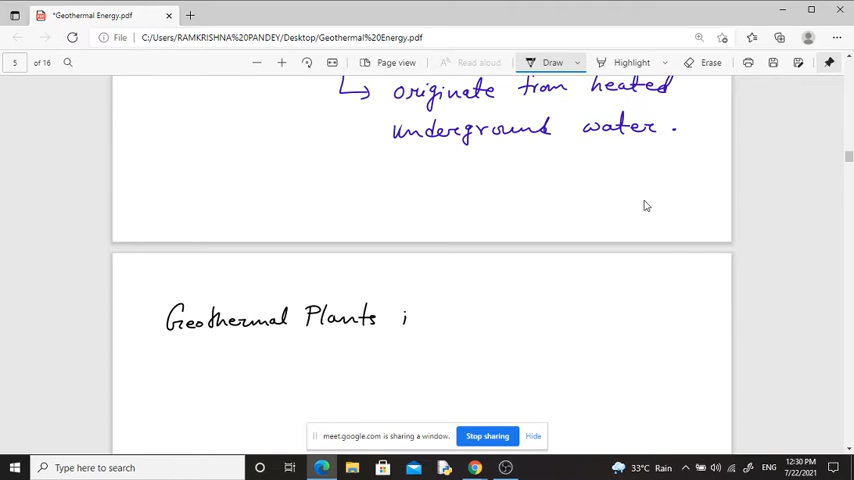 *Geothermal Energy.pdf
File C:/Users/RAMKRISHNA%20PANDEY/Desktop/Geothermal%20Energy.pdf
5 of 16 Page view Read aloud Draw Highlight Erase
originate from heated
underground water.
Geothermal Plants i
meet.google.com is sharing a window. Stop sharing Hide
Type here to search 33°C Rain ENG 12:30 PM
7/22/2021